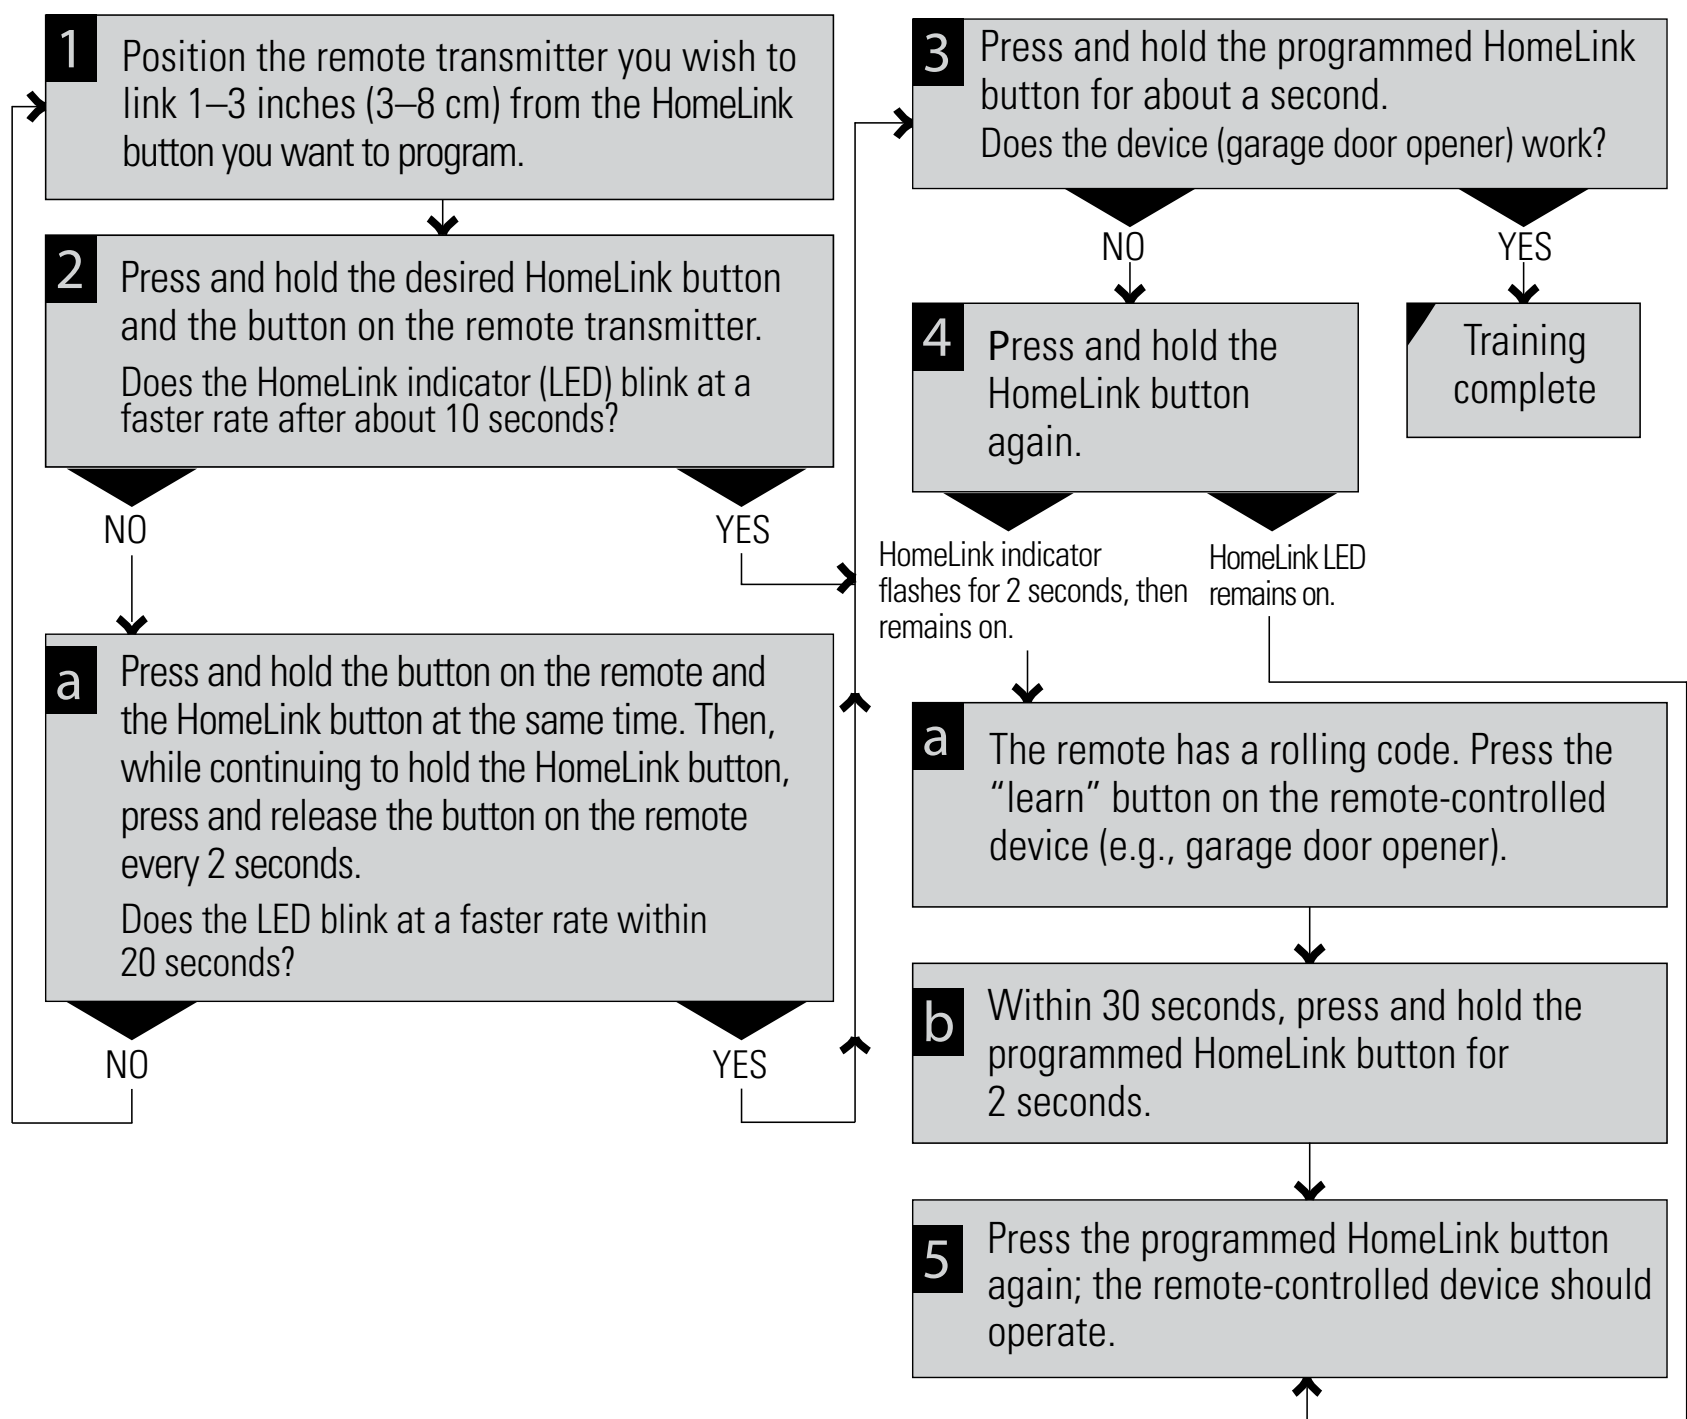 1
Position the remote transmitter you wish to
link 1–3 inches (3–8 cm) from the HomeLink
button you want to program.
2
Press and hold the desired HomeLink button
and the button on the remote transmitter.
Does the HomeLink indicator (LED) blink at a
faster rate after about 10 seconds?
NO
YES
a
Press and hold the button on the remote and
the HomeLink button at the same time. Then,
while continuing to hold the HomeLink button,
press and release the button on the remote
every 2 seconds.
Does the LED blink at a faster rate within
20 seconds?
NO
YES
3
Press and hold the programmed HomeLink
button for about a second.
Does the device (garage door opener) work?
NO
YES
4
Press and hold the
HomeLink button
again.
Training
complete
HomeLink indicator
flashes for 2 seconds, then
remains on.
HomeLink LED
remains on.
a
The remote has a rolling code. Press the
“learn” button on the remote-controlled
device (e.g., garage door opener).
b
Within 30 seconds, press and hold the
programmed HomeLink button for
2 seconds.
5
Press the programmed HomeLink button
again; the remote-controlled device should
operate.